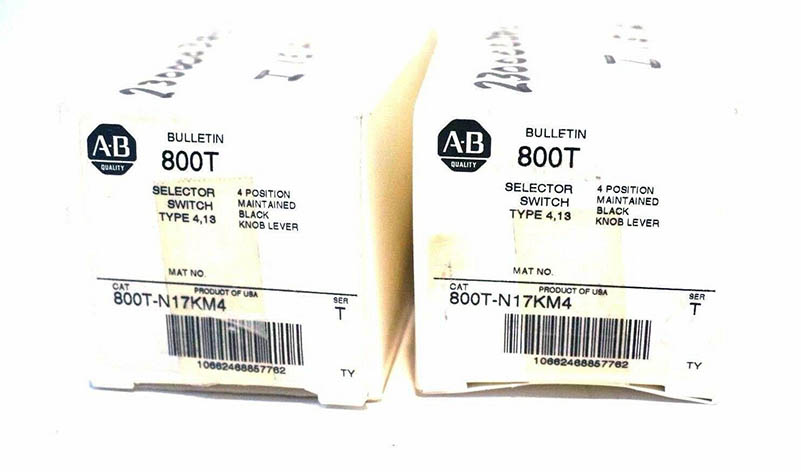 A-B
QUALITY
BULLETIN
800T
SELECTOR
SWITCH
TYPE 4,13
4 POSITION
MAINTAINED
BLACK
KNOB LEVER
MAT NO.
CAT
PRODUCT OF USA
SER
800T-N17KM4
T
10662468857762
TY
A-B
QUALITY
BULLETIN
800T
SELECTOR
SWITCH
TYPE 4,13
4 POSITION
MAINTAINED
BLACK
KNOB LEVER
MAT NO.
CAT
PRODUCT OF USA
SER
800T-N17KM4
T
10662468857762
TY